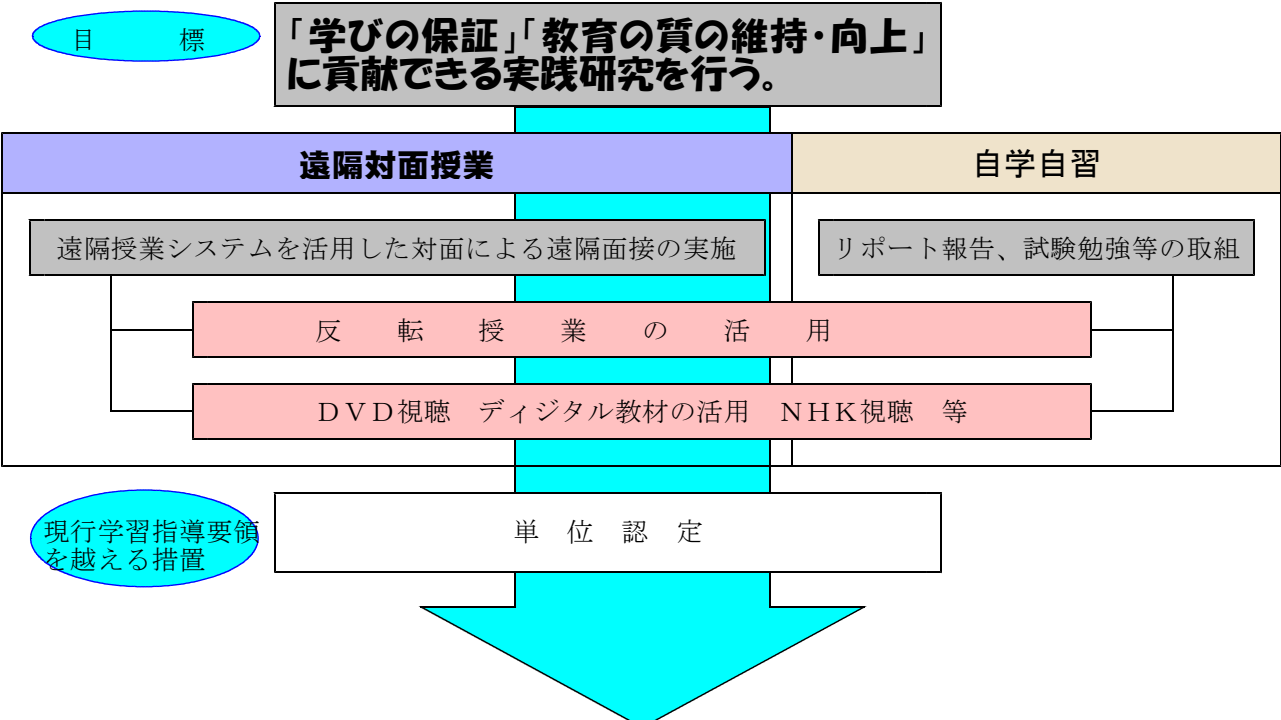 目　標
「学びの保証」「教育の質の維持・向上」
に貢献できる実践研究を行う。
遠隔対面授業
自学自習
遠隔授業システムを活用した対面による遠隔面接の実施
リポート報告、試験勉強等の取組
反　転　授　業　の　活　用
ＤＶＤ視聴　ディジタル教材の活用　ＮＨＫ視聴　等
現行学習指導要領
を越える措置
単　位　認　定